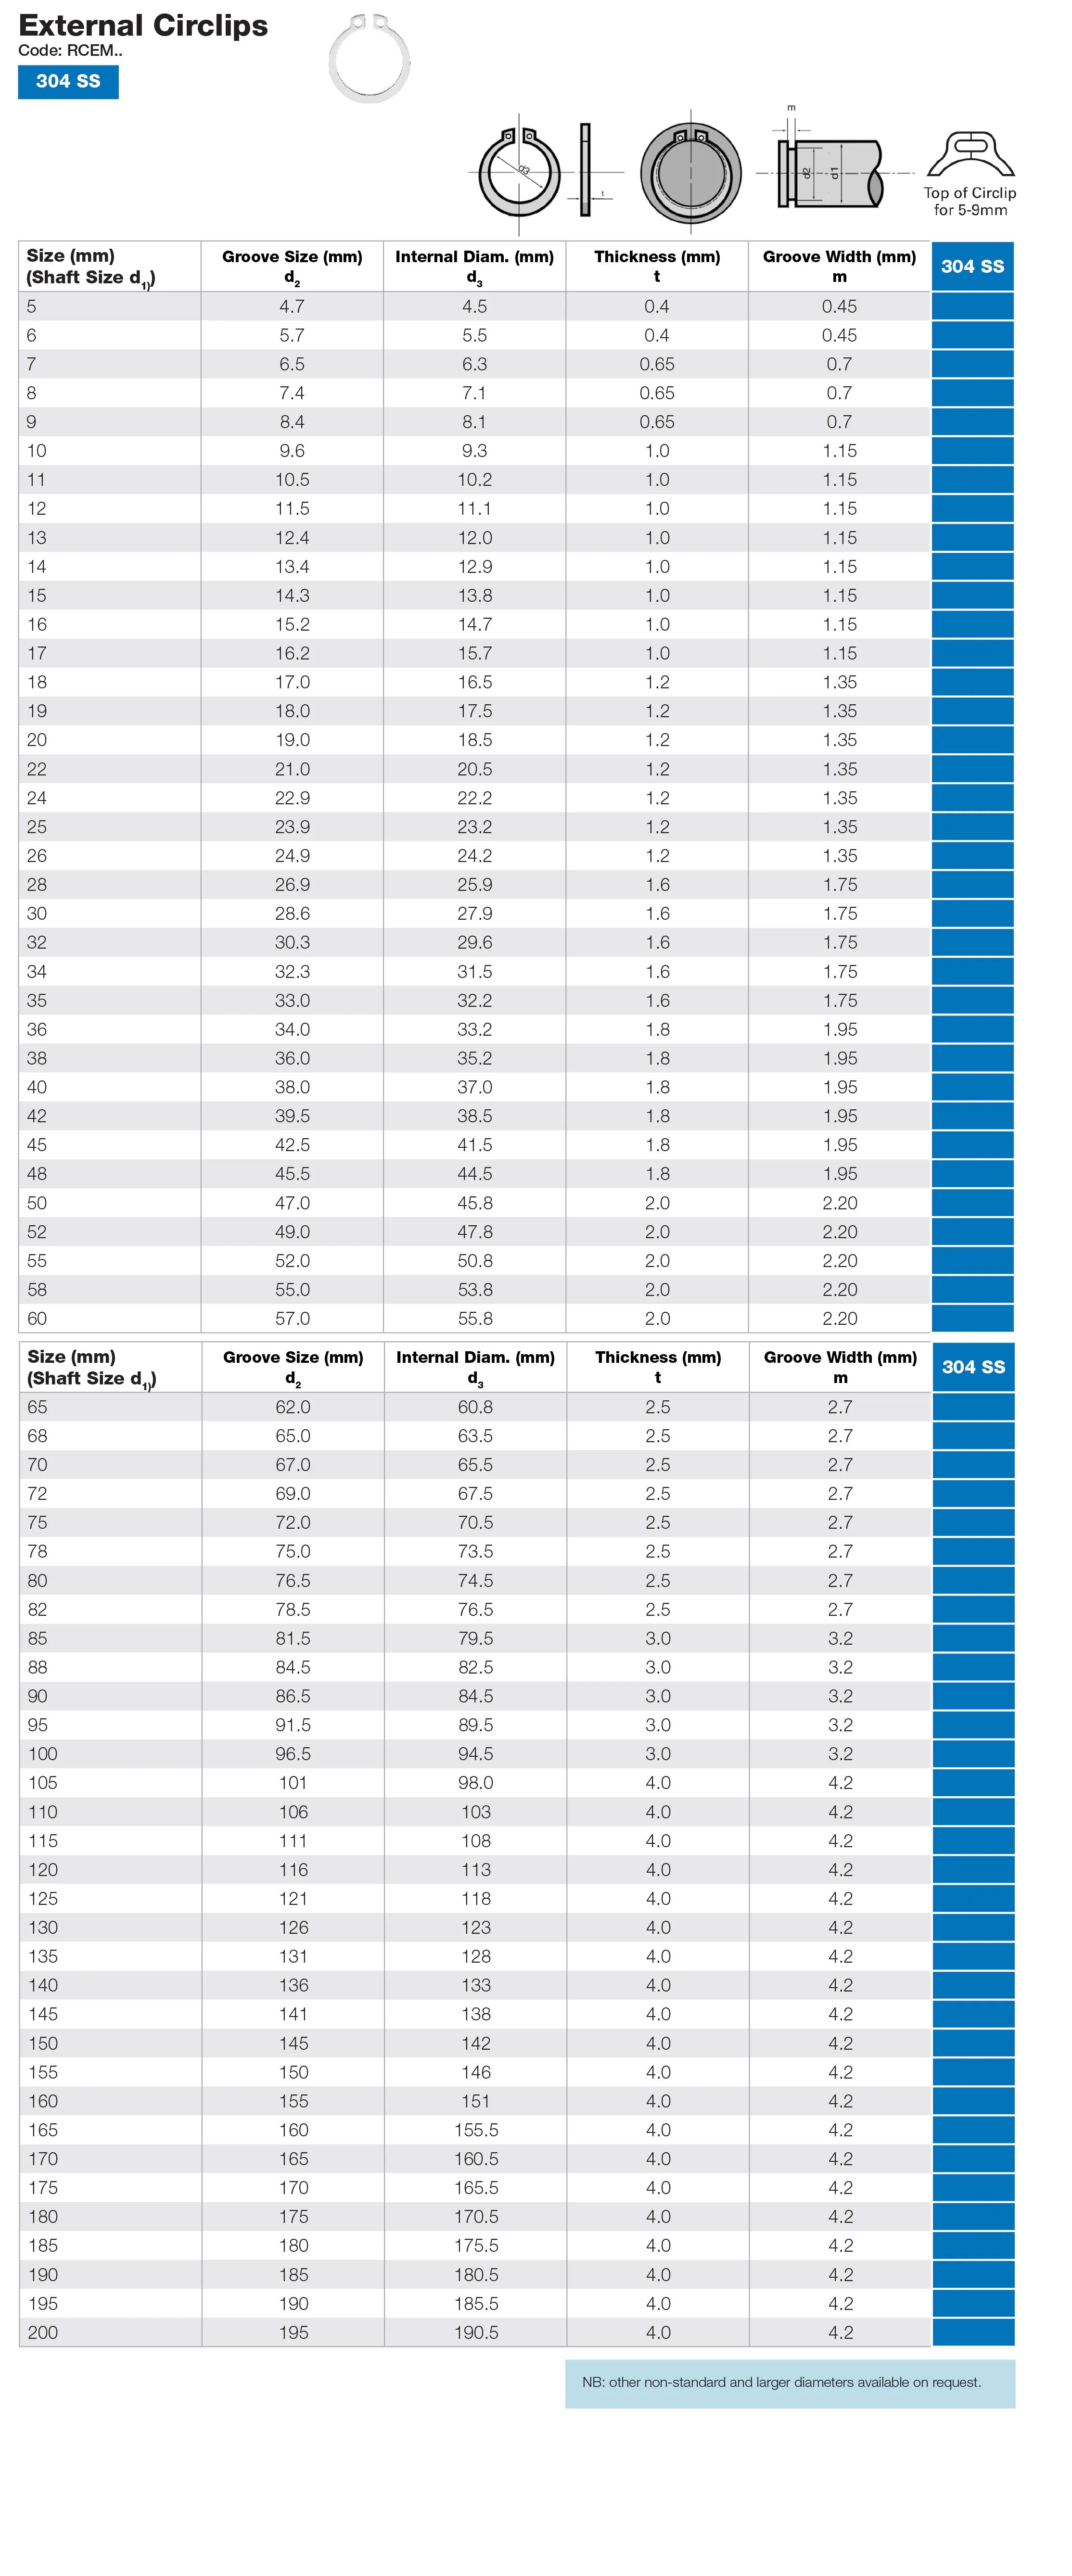 External Circlips
Code: RCEM..
304 SS
m
d3
t
d2
d1
Top of Circlip
for 5-9mm
Size (mm) Groove Size (mm) Internal Diam. (mm) Thickness (mm) Groove Width (mm) 304 SS
(Shaft Size d1)) d2 d3 t m
5 4.7 4.5 0.4 0.45
6 5.7 5.5 0.4 0.45
7 6.5 6.3 0.65 0.7
8 7.4 7.1 0.65 0.7
9 8.4 8.1 0.65 0.7
10 9.6 9.3 1.0 1.15
11 10.5 10.2 1.0 1.15
12 11.5 11.1 1.0 1.15
13 12.4 12.0 1.0 1.15
14 13.4 12.9 1.0 1.15
15 14.3 13.8 1.0 1.15
16 15.2 14.7 1.0 1.15
17 16.2 15.7 1.0 1.15
18 17.0 16.5 1.2 1.35
19 18.0 17.5 1.2 1.35
20 19.0 18.5 1.2 1.35
22 21.0 20.5 1.2 1.35
24 22.9 22.2 1.2 1.35
25 23.9 23.2 1.2 1.35
26 24.9 24.2 1.2 1.35
28 26.9 25.9 1.6 1.75
30 28.6 27.9 1.6 1.75
32 30.3 29.6 1.6 1.75
34 32.3 31.5 1.6 1.75
35 33.0 32.2 1.6 1.75
36 34.0 33.2 1.8 1.95
38 36.0 35.2 1.8 1.95
40 38.0 37.0 1.8 1.95
42 39.5 38.5 1.8 1.95
45 42.5 41.5 1.8 1.95
48 45.5 44.5 1.8 1.95
50 47.0 45.8 2.0 2.20
52 49.0 47.8 2.0 2.20
55 52.0 50.8 2.0 2.20
58 55.0 53.8 2.0 2.20
60 57.0 55.8 2.0 2.20
Size (mm) Groove Size (mm) Internal Diam. (mm) Thickness (mm) Groove Width (mm) 304 SS
(Shaft Size d1)) d2 d3 t m
65 62.0 60.8 2.5 2.7
68 65.0 63.5 2.5 2.7
70 67.0 65.5 2.5 2.7
72 69.0 67.5 2.5 2.7
75 72.0 70.5 2.5 2.7
78 75.0 73.5 2.5 2.7
80 76.5 74.5 2.5 2.7
82 78.5 76.5 2.5 2.7
85 81.5 79.5 3.0 3.2
88 84.5 82.5 3.0 3.2
90 86.5 84.5 3.0 3.2
95 91.5 89.5 3.0 3.2
100 96.5 94.5 3.0 3.2
105 101 98.0 4.0 4.2
110 106 103 4.0 4.2
115 111 108 4.0 4.2
120 116 113 4.0 4.2
125 121 118 4.0 4.2
130 126 123 4.0 4.2
135 131 128 4.0 4.2
140 136 133 4.0 4.2
145 141 138 4.0 4.2
150 145 142 4.0 4.2
155 150 146 4.0 4.2
160 155 151 4.0 4.2
165 160 155.5 4.0 4.2
170 165 160.5 4.0 4.2
175 170 165.5 4.0 4.2
180 175 170.5 4.0 4.2
185 180 175.5 4.0 4.2
190 185 180.5 4.0 4.2
195 190 185.5 4.0 4.2
200 195 190.5 4.0 4.2
NB: other non-standard and larger diameters available on request.